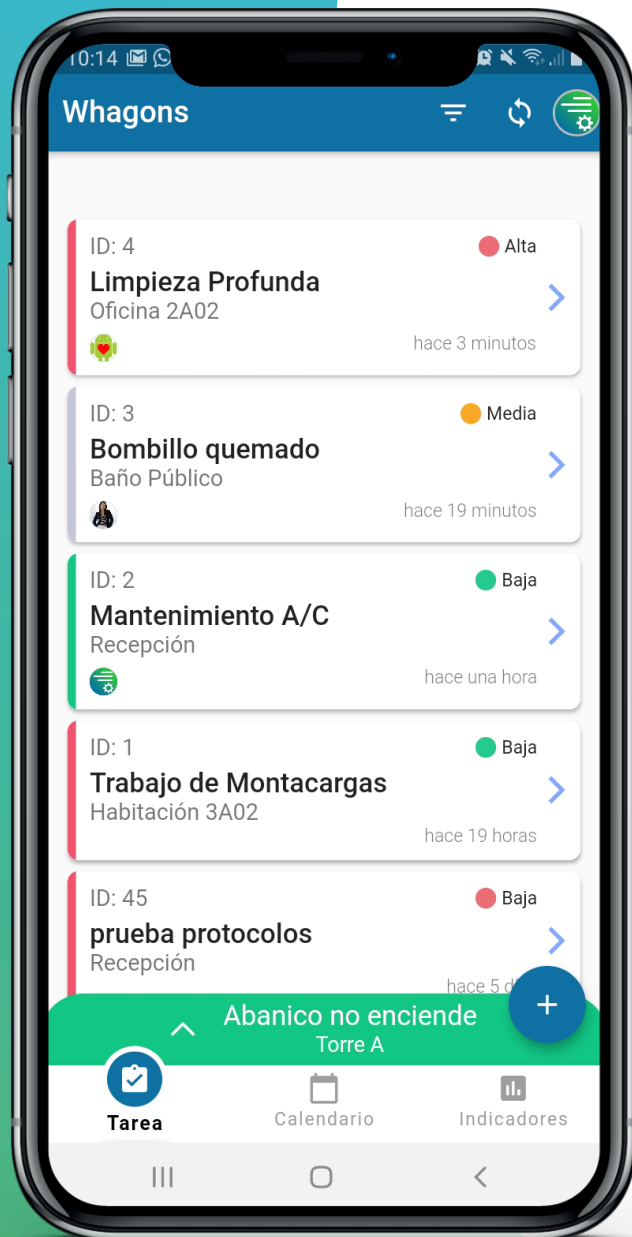 10:14
Whagons
ID: 4
Alta
Limpieza Profunda
Oficina 2A02
hace 3 minutos
ID: 3
Media
Bombillo quemado
Baño Público
hace 19 minutos
ID: 2
Baja
Mantenimiento A/C
Recepción
hace una hora
ID: 1
Baja
Trabajo de Montacargas
Habitación 3A02
hace 19 horas
ID: 45
Baja
prueba protocolos
Recepción
hace 5
Abanico no enciende
Torre A
Tarea
Calendario
Indicadores